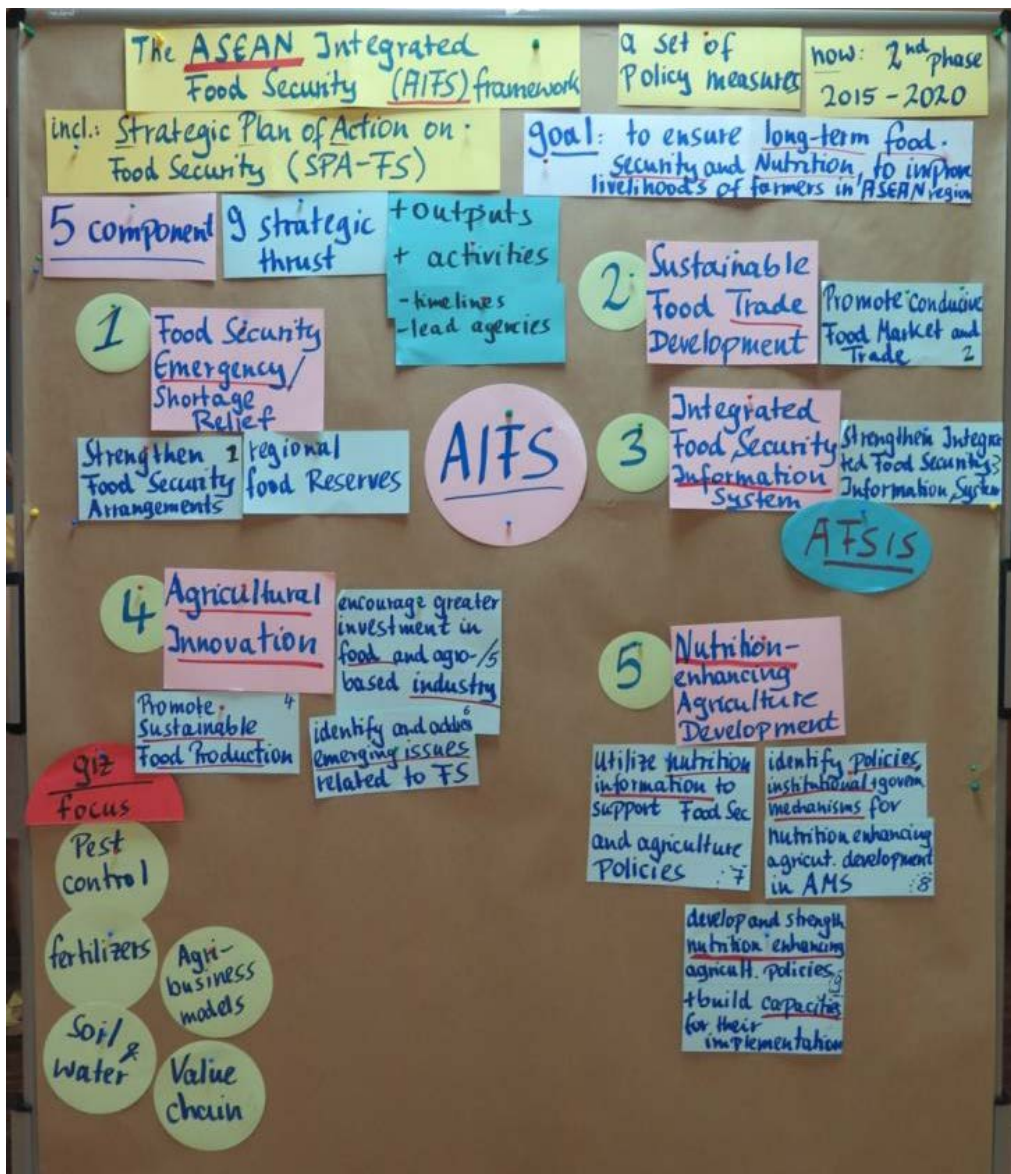 The ASEAN Integrated
Food Security (AIFS) framework
a set of
Policy measures
now: 2nd phase
2015 - 2020
incl.: Strategic Plan of Action on
Food Security (SPA-FS)
goal: to ensure long-term food
security and Nutrition, to improve
livelihoods of farmers in ASEAN region
5 component
9 strategic
thrust
+ outputs
+ activities
- timelines
- lead agencies
1
Food Security
Emergency/
Shortage
Relief
Strengthen 1
Food Security
Arrangements
regional
food Reserves
2
Sustainable
Food Trade
Development
Promote Conducive
Food Market and
Trade 2
AIFS
3
Integrated
Food Security
Information
System
Strengthen Integra
ted Food Security 3
Information System
AFSIS
4
Agricultural
Innovation
encourage greater
investment in
food and agro-/5
based industry
Promote 4
Sustainable
Food Production
6
identify and address
emerging issues
related to FS
5
Nutrition-
enhancing
Agriculture
Development
Utilize nutrition
information to
support Food Sec
and agriculture
Policies :7
identify policies,
institutional + govern
mechanisms for
nutrition enhancing
agricut. development
in AMS :8
develop and strength
nutrition enhancing
agricult. policies 9
+ build capacities
for their
implementation
giz
focus
Pest
control
fertilizers
Agri-
business
models
Soil &
water
Value
chain